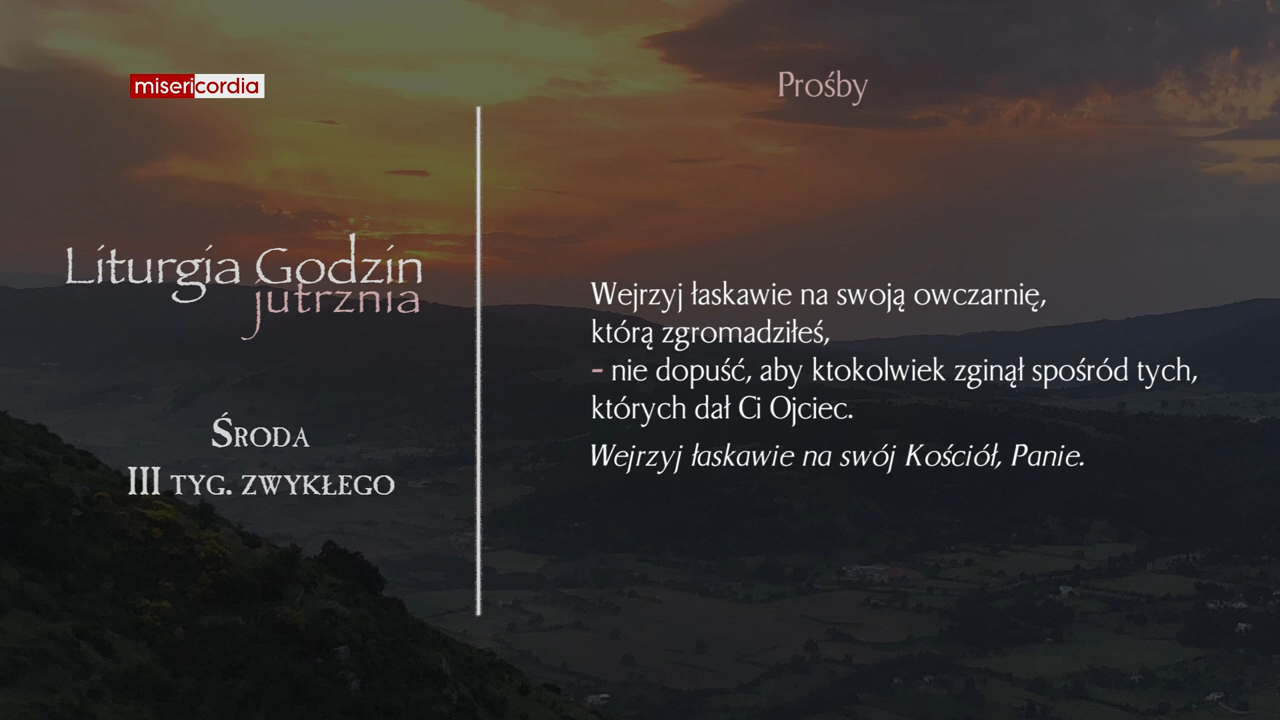 misericordia
Prośby
Liturgia Godzin
jutrznia
Środa
III tyg. zwykłego
Wejrzyj łaskawie na swoją owczarnię,
którą zgromadziłeś,
- nie dopuść, aby ktokolwiek zginął spośród tych,
których dał Ci Ojciec.
Wejrzyj łaskawie na swój Kościół, Panie.